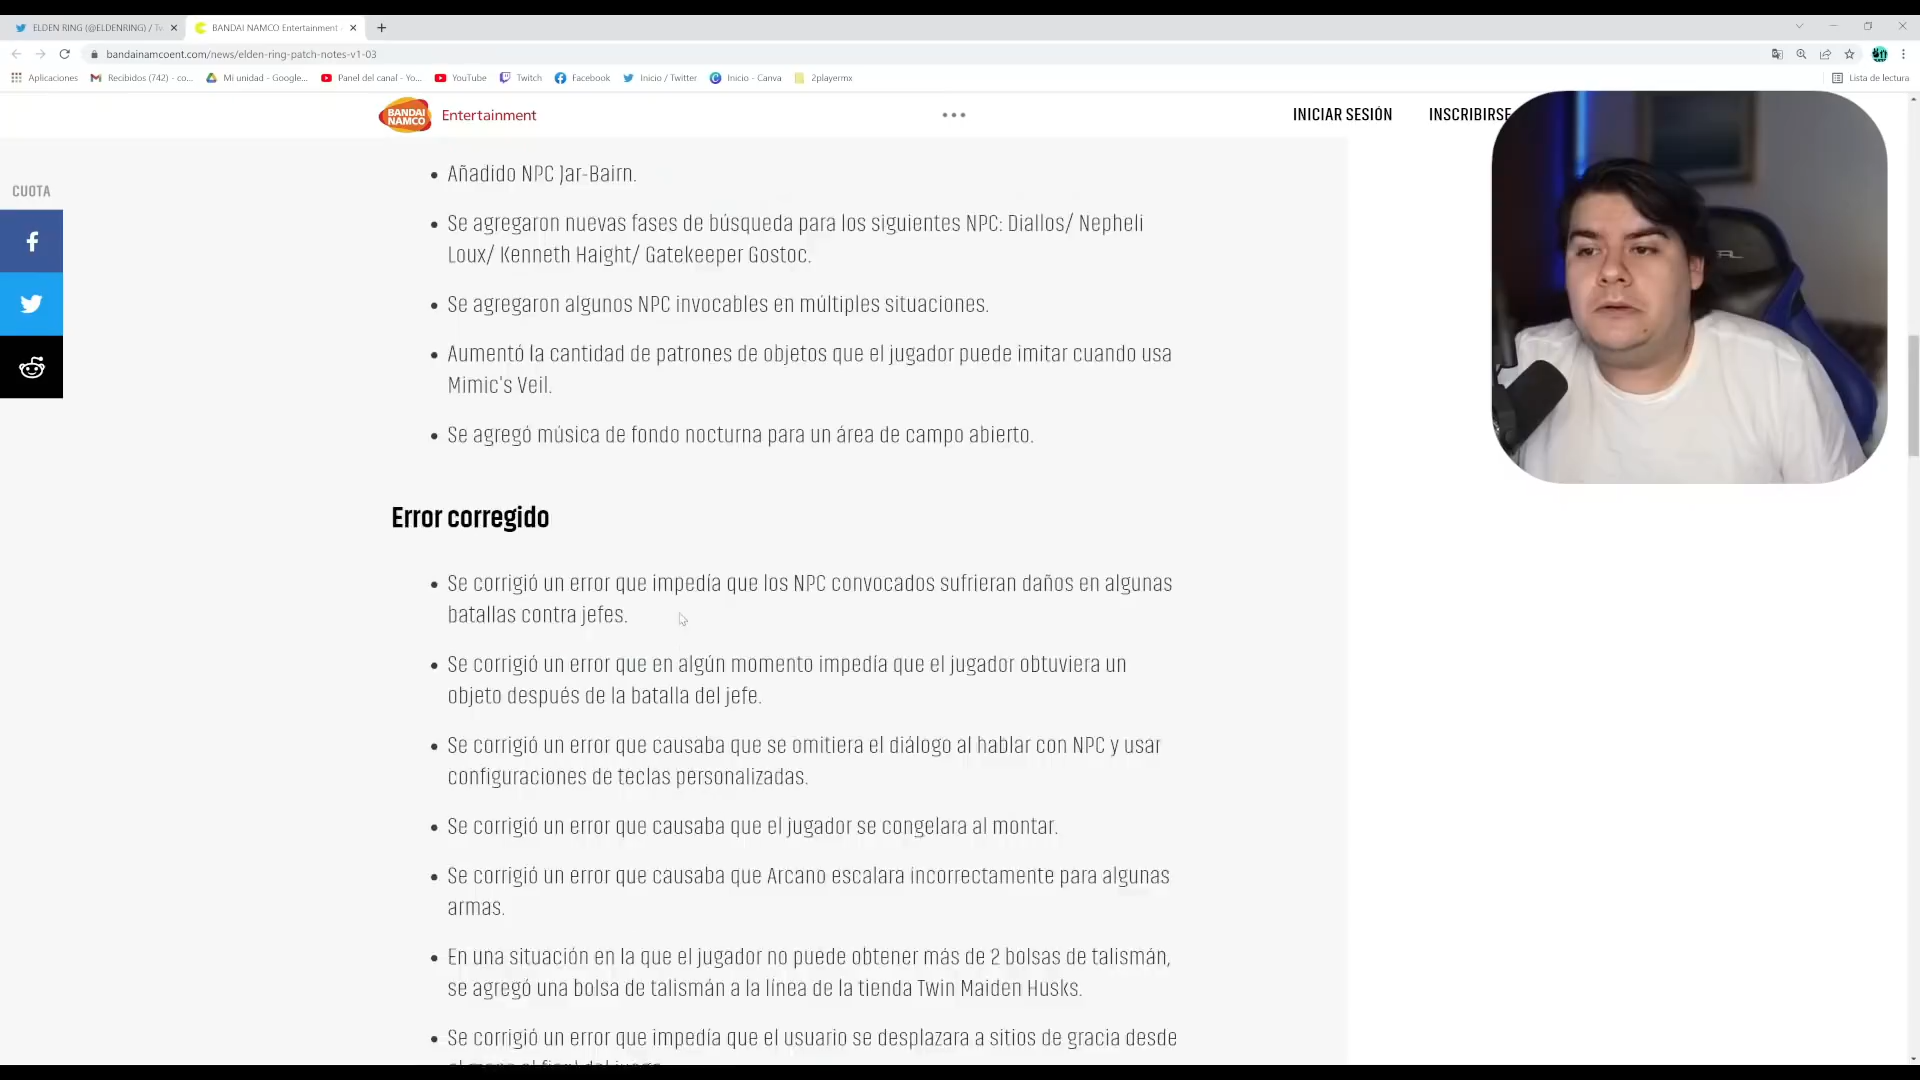 ELDEN RING (@ELDENRING) / Tw
BANDAI NAMCO Entertainment
bandainamcoent.com/news/elden-ring-patch-notes-v1-03
Aplicaciones
Recibidos (742) - co...
Mi unidad - Google...
Panel del canal - Yo...
YouTube
Twitch
Facebook
Inicio / Twitter
Inicio - Canva
2playermx
Lista de lectura
BANDAI NAMCO Entertainment
INICIAR SESIÓN
INSCRIBIRSE
CUOTA
• Añadido NPC Jar-Bairn.
• Se agregaron nuevas fases de búsqueda para los siguientes NPC: Diallos/ Nepheli
Loux/ Kenneth Haight/ Gatekeeper Gostoc.
• Se agregaron algunos NPC invocables en múltiples situaciones.
• Aumentó la cantidad de patrones de objetos que el jugador puede imitar cuando usa
Mimic's Veil.
• Se agregó música de fondo nocturna para un área de campo abierto.
Error corregido
• Se corrigió un error que impedía que los NPC convocados sufrieran daños en algunas
batallas contra jefes.
• Se corrigió un error que en algún momento impedía que el jugador obtuviera un
objeto después de la batalla del jefe.
• Se corrigió un error que causaba que se omitiera el diálogo al hablar con NPC y usar
configuraciones de teclas personalizadas.
• Se corrigió un error que causaba que el jugador se congelara al montar.
• Se corrigió un error que causaba que Arcano escalara incorrectamente para algunas
armas.
• En una situación en la que el jugador no puede obtener más de 2 bolsas de talismán,
se agregó una bolsa de talismán a la línea de la tienda Twin Maiden Husks.
• Se corrigió un error que impedía que el usuario se desplazara a sitios de gracia desde